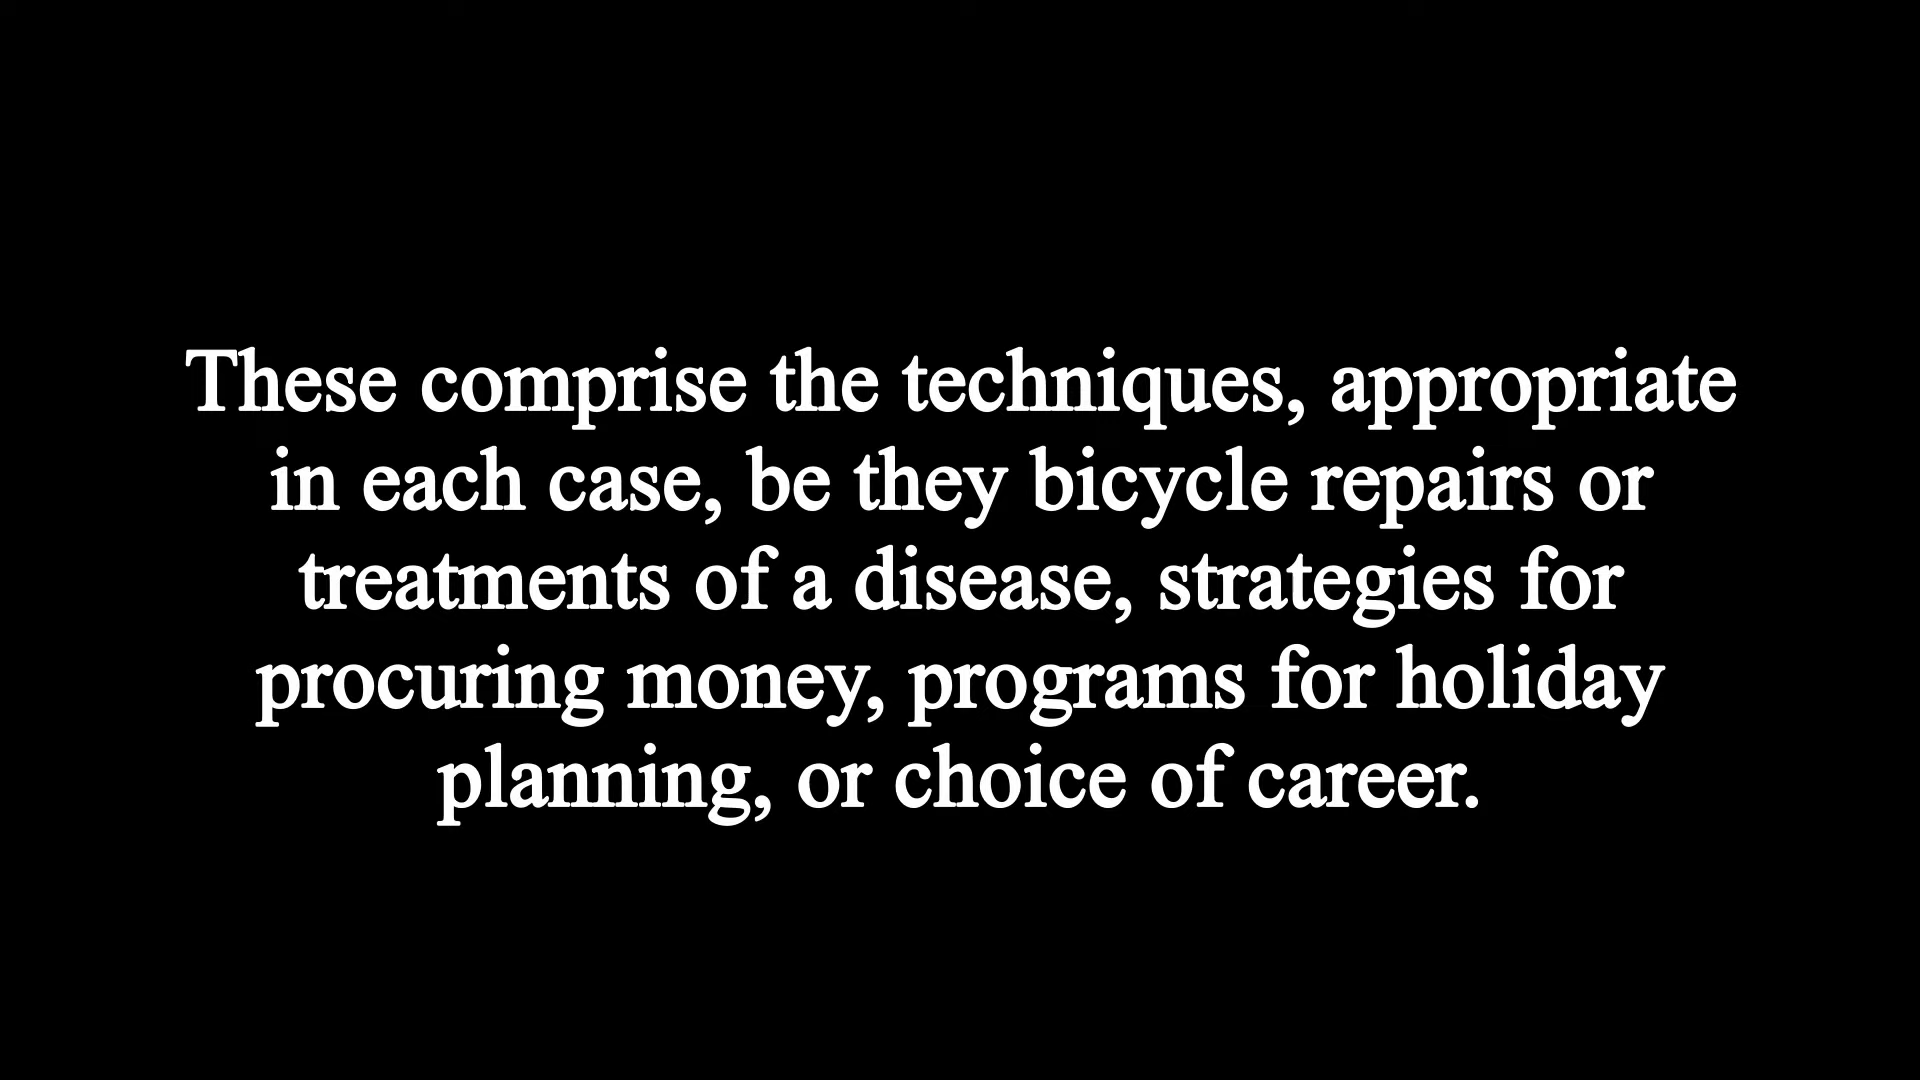 These comprise the techniques, appropriate
in each case, be they bicycle repairs or
treatments of a disease, strategies for
procuring money, programs for holiday
planning, or choice of career.